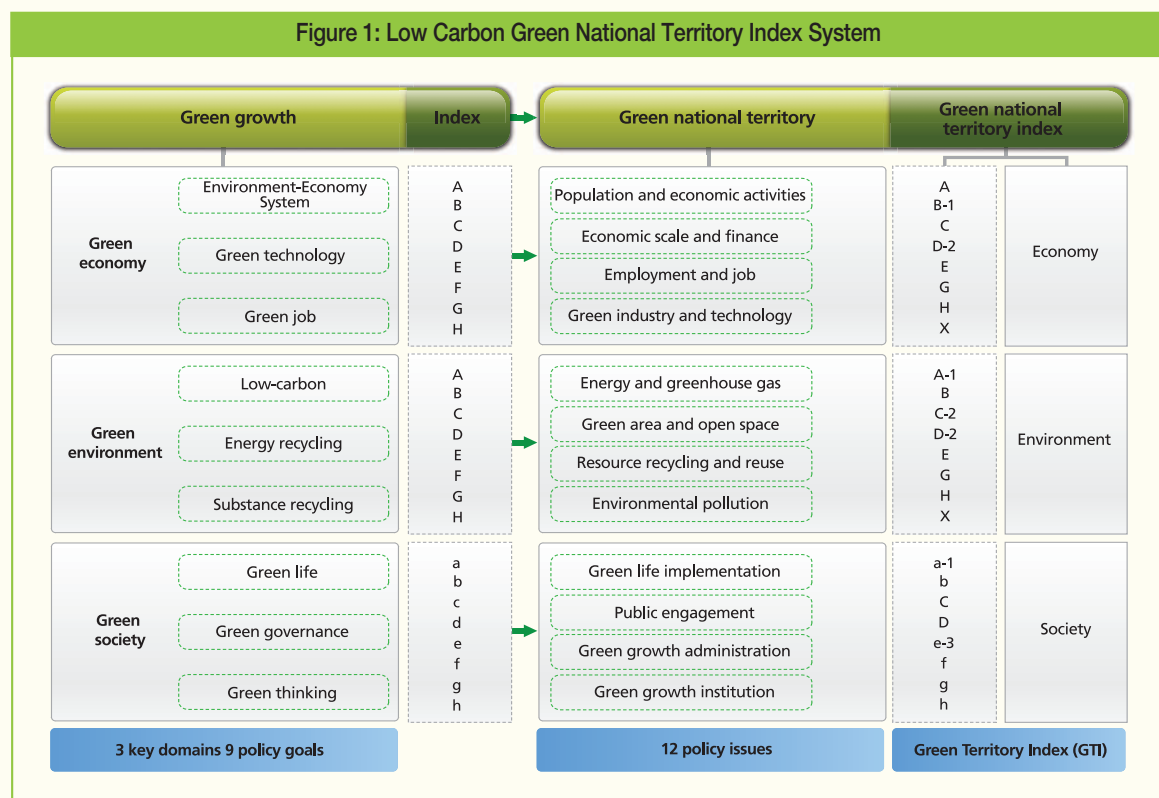 Figure 1: Low Carbon Green National Territory Index System
Green growth
Index
Green national territory
Green national
territory index
Green
economy
Environment-Economy
System
Green technology
Green job
A
B
C
D
E
F
G
H
Population and economic activities
Economic scale and finance
Employment and job
Green industry and technology
A
B-1
C
D-2
E
G
H
X
Economy
Green
environment
Low-carbon
Energy recycling
Substance recycling
A
B
C
D
E
F
G
H
Energy and greenhouse gas
Green area and open space
Resource recycling and reuse
Environmental pollution
A-1
B
C-2
D-2
E
G
H
X
Environment
Green
society
Green life
Green governance
Green thinking
a
b
c
d
e
f
g
h
Green life implementation
Public engagement
Green growth administration
Green growth institution
a-1
b
C
D
e-3
f
g
h
Society
3 key domains 9 policy goals
12 policy issues
Green Territory Index (GTI)